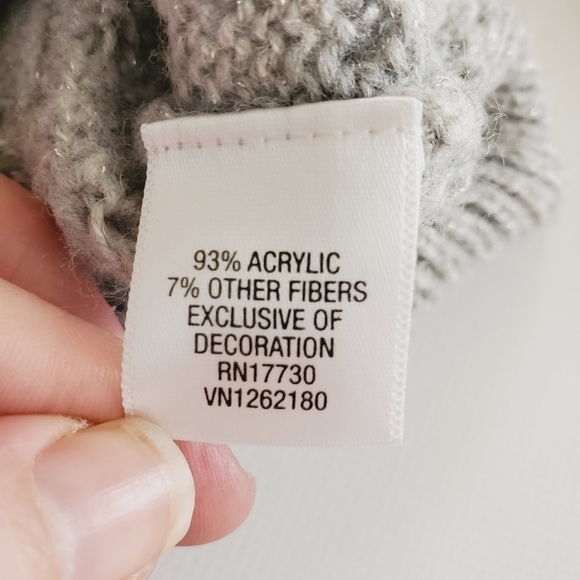 93% ACRYLIC
7% OTHER FIBERS
EXCLUSIVE OF
DECORATION
RN17730
VN1262180